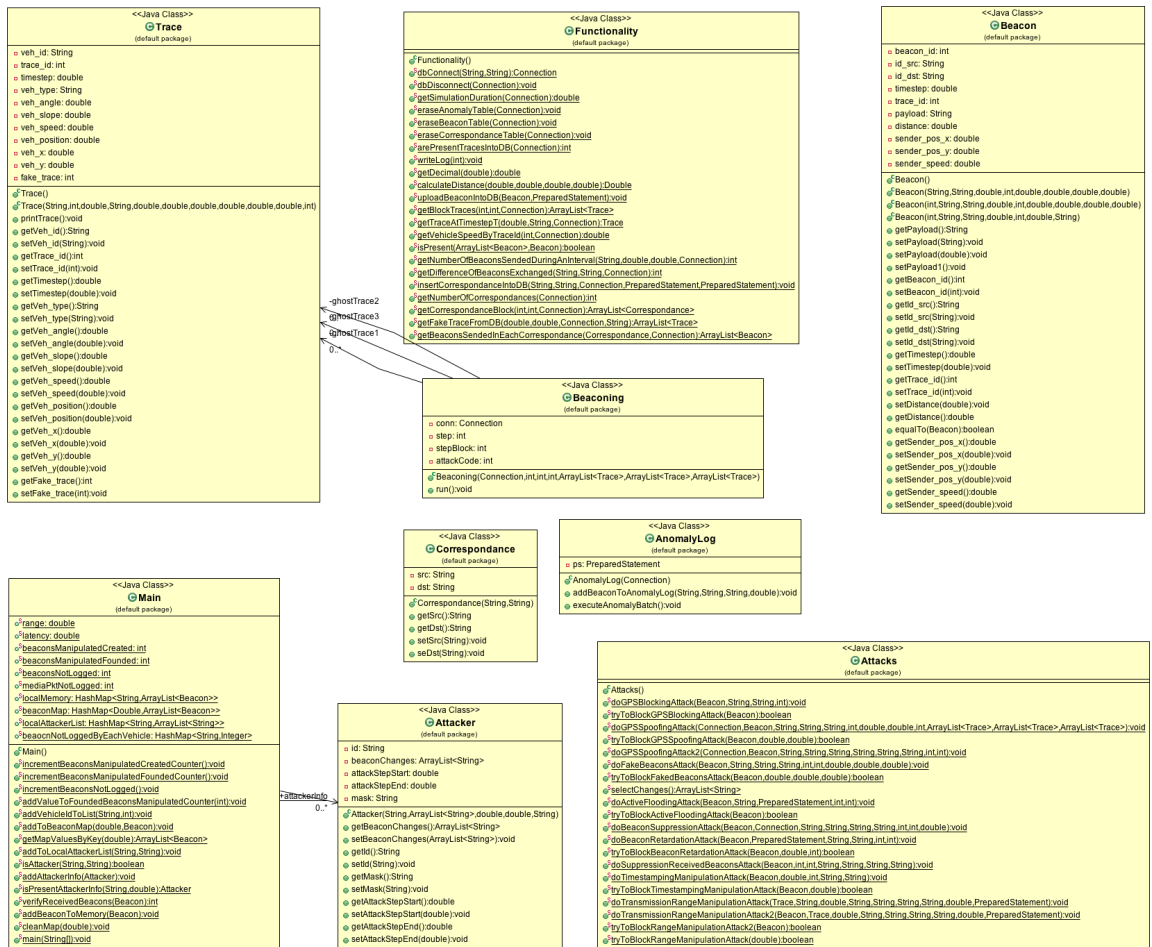 <<Java Class>>
Trace
(default package)
veh_id: String
trace_id: int
timestep: double
veh_type: String
veh_angle: double
veh_slope: double
veh_speed: double
veh_position: double
veh_x: double
veh_y: double
fake_trace: int
Trace()
Trace(String,int,double,String,double,double,double,double,double,double,int)
printTrace():void
getVeh_id():String
setVeh_id(String):void
getTrace_id():int
setTrace_id(int):void
getTimestep():double
setTimestep(double):void
getVeh_type():String
setVeh_type(String):void
getVeh_angle():double
setVeh_angle(double):void
getVeh_slope():double
setVeh_slope(double):void
getVeh_speed():double
setVeh_speed(double):void
getVeh_position():double
setVeh_position(double):void
getVeh_x():double
setVeh_x(double):void
getVeh_y():double
setVeh_y(double):void
getFake_trace():int
setFake_trace(int):void
<<Java Class>>
Functionality
(default package)
Functionality()
dbConnect(String,String):Connection
dbDisconnect(Connection):void
getSimulationDuration(Connection):double
eraseAnomalyTable(Connection):void
eraseBeaconTable(Connection):void
eraseCorrespondanceTable(Connection):void
arePresentTracesIntoDB(Connection):int
writeLog(int):void
getDecimal(double):double
calculateDistance(double,double,double,double):Double
uploadBeaconIntoDB(Beacon,PreparedStatement):void
getBlockTraces(int,int,Connection):ArrayList<Trace>
getTraceAtTimestepT(double,String,Connection):Trace
getVehicleSpeedByTraceId(int,Connection):double
isPresent(ArrayList<Beacon>,Beacon):boolean
getNumberOfBeaconsSendedDuringAnInterval(String,double,double,Connection):int
getDifferenceOfBeaconsExchanged(String,String,Connection):int
insertCorrespondanceIntoDB(String,String,Connection,PreparedStatement,PreparedStatement):void
getNumberOfCorrespondances(Connection):int
getCorrespondanceBlock(int,int,Connection):ArrayList<Correspondance>
getFakeTraceFromDB(double,double,Connection,String):ArrayList<Trace>
getBeaconsSendedInEachCorrespondance(Correspondance,Connection):ArrayList<Beacon>
<<Java Class>>
Beacon
(default package)
beacon_id: int
id_src: String
id_dst: String
timestep: double
trace_id: int
payload: String
distance: double
sender_pos_x: double
sender_pos_y: double
sender_speed: double
Beacon()
Beacon(String,String,double,int,double,double,double,double)
Beacon(int,String,String,double,int,double,double,double,double)
Beacon(int,String,String,double,int,double,String)
getPayload():String
setPayload(String):void
setPayload(double):void
setPayload1():void
getBeacon_id():int
setBeacon_id(int):void
getId_src():String
setId_src(String):void
getId_dst():String
setId_dst(String):void
getTimestep():double
setTimestep(double):void
getTrace_id():int
setTrace_id(int):void
setDistance(double):void
getDistance():double
equalTo(Beacon):boolean
getSender_pos_x():double
setSender_pos_x(double):void
getSender_pos_y():double
setSender_pos_y(double):void
getSender_speed():double
setSender_speed(double):void
-ghostTrace2
-ghostTrace3
-ghostTrace1
0..*
<<Java Class>>
Beaconing
(default package)
conn: Connection
step: int
stepBlock: int
attackCode: int
Beaconing(Connection,int,int,int,ArrayList<Trace>,ArrayList<Trace>,ArrayList<Trace>)
run():void
<<Java Class>>
Correspondance
(default package)
src: String
dst: String
Correspondance(String,String)
getSrc():String
getDst():String
setSrc(String):void
seDst(String):void
<<Java Class>>
AnomalyLog
(default package)
ps: PreparedStatement
AnomalyLog(Connection)
addBeaconToAnomalyLog(String,String,String,double):void
executeAnomalyBatch():void
<<Java Class>>
Main
(default package)
range: double
latency: double
beaconsManipulatedCreated: int
beaconsManipulatedFounded: int
beaconsNotLogged: int
mediaPktNotLogged: int
localMemory: HashMap<String,ArrayList<Beacon>>
beaconMap: HashMap<Double,ArrayList<Beacon>>
localAttackerList: HashMap<String,ArrayList<String>>
beaocnNotLoggedByEachVehicle: HashMap<String,Integer>
Main()
incrementBeaconsManipulatedCreatedCounter():void
incrementBeaconsManipulatedFoundedCounter():void
incrementBeaconsNotLogged():void
addValueToFoundedBeaconsManipulatedCounter(int):void
addVehicleIdToList(String,int):void
addToBeaconMap(double,Beacon):void
getMapValuesByKey(double):ArrayList<Beacon>
addToLocalAttackerList(String,String):void
isAttacker(String,String):boolean
addAttackerInfo(Attacker):void
isPresentAttackerInfo(String,double):Attacker
verifyReceivedBeacons(Beacon):int
addBeaconToMemory(Beacon):void
cleanMap(double):void
main(String[]):void
+attackerInfo
0..*
<<Java Class>>
Attacker
(default package)
id: String
beaconChanges: ArrayList<String>
attackStepStart: double
attackStepEnd: double
mask: String
Attacker(String,ArrayList<String>,double,double,String)
getBeaconChanges():ArrayList<String>
setBeaconChanges(ArrayList<String>):void
getId():String
setId(String):void
getMask():String
setMask(String):void
getAttackStepStart():double
setAttackStepStart(double):void
getAttackStepEnd():double
setAttackStepEnd(double):void
<<Java Class>>
Attacks
(default package)
Attacks()
doGPSBlockingAttack(Beacon,String,String,int):void
tryToBlockGPSBlockingAttack(Beacon):boolean
doGPSSpoofingAttack(Connection,Beacon,String,String,String,int,double,double,int,ArrayList<Trace>,ArrayList<Trace>,ArrayList<Trace>):void
tryToBlockGPSSpoofingAttack(Beacon,double,double):boolean
doGPSSpoofingAttack2(Connection,Beacon,String,String,String,String,String,String,int,int):void
doFakeBeaconsAttack(Beacon,String,String,String,int,int,double,double,double):void
tryToBlockFakedBeaconsAttack(Beacon,double,double,double):boolean
selectChanges():ArrayList<String>
doActiveFloodingAttack(Beacon,String,PreparedStatement,int,int):void
tryToBlockActiveFloodingAttack(Beacon):boolean
doBeaconSuppressionAttack(Beacon,Connection,String,String,String,String,int,int,double):void
doBeaconRetardationAttack(Beacon,PreparedStatement,String,String,int,int):void
tryToBlockBeaconRetardationAttack(Beacon,double,int):boolean
doSuppressionReceivedBeaconsAttack(Beacon,int,int,String,String,String,String):void
doTimestampingManipulationAttack(Beacon,double,int,String,String):void
tryToBlockTimestampingManipulationAttack(Beacon,double):boolean
doTransmissionRangeManipulationAttack(Trace,String,double,String,String,String,String,double,PreparedStatement):void
doTransmissionRangeManipulationAttack2(Beacon,Trace,double,String,String,String,String,double,PreparedStatement):void
tryToBlockRangeManipulationAttack2(Beacon):boolean
tryToBlockRangeManipulationAttack(double):boolean